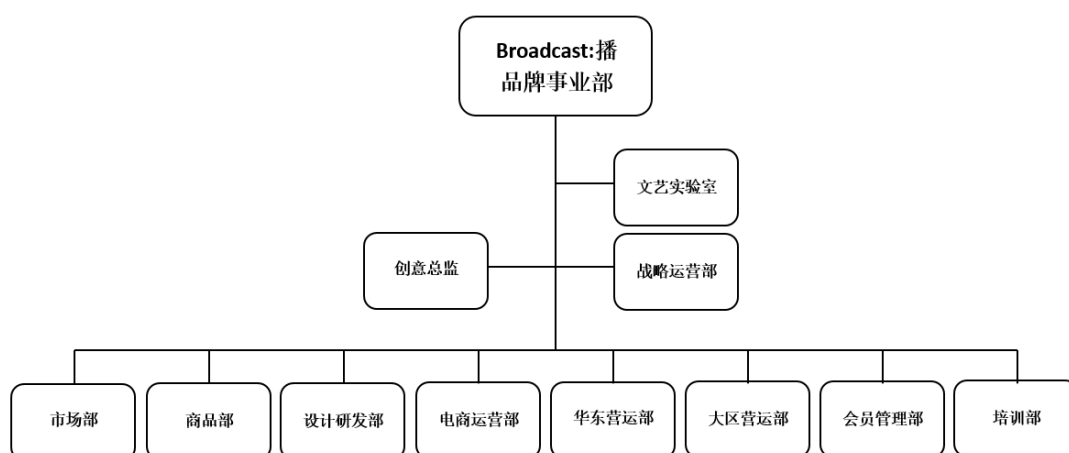 Broadcast:播
品牌事业部
文艺实验室
创意总监
战略运营部
市场部
商品部
设计研发部
电商运营部
华东营运部
大区营运部
会员管理部
培训部